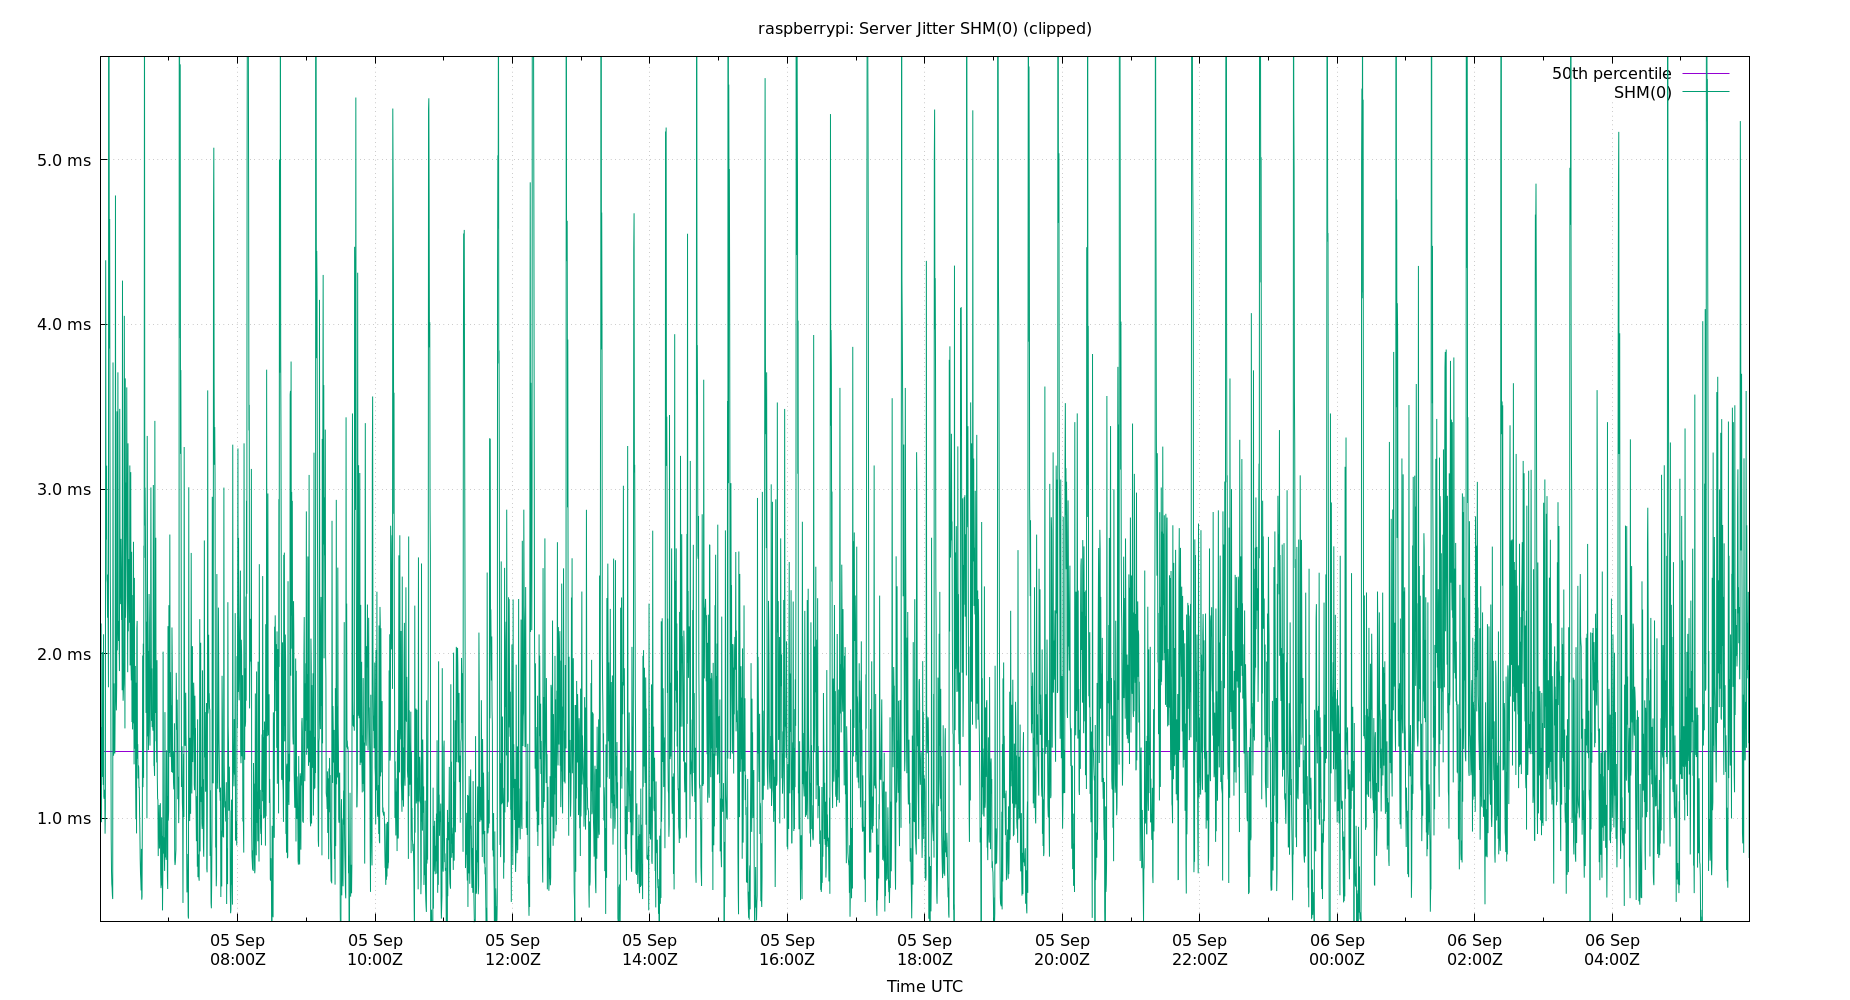 raspberrypi: Server Jitter SHM(0) (clipped)
50th percentile
SHM(0)
5.0 ms
4.0 ms
3.0 ms
2.0 ms
1.0 ms
05 Sep 05 Sep 05 Sep 05 Sep 05 Sep 05 Sep 05 Sep 05 Sep 06 Sep 06 Sep 06 Sep
08:00Z 10:00Z 12:00Z 14:00Z 16:00Z 18:00Z 20:00Z 22:00Z 00:00Z 02:00Z 04:00Z
Time UTC